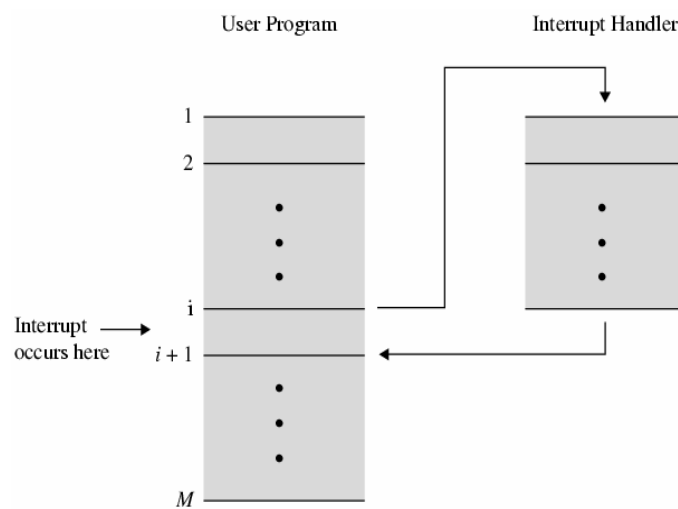 User Program
Interrupt Handler
1
2
i
Interrupt
occurs here
i + 1
M